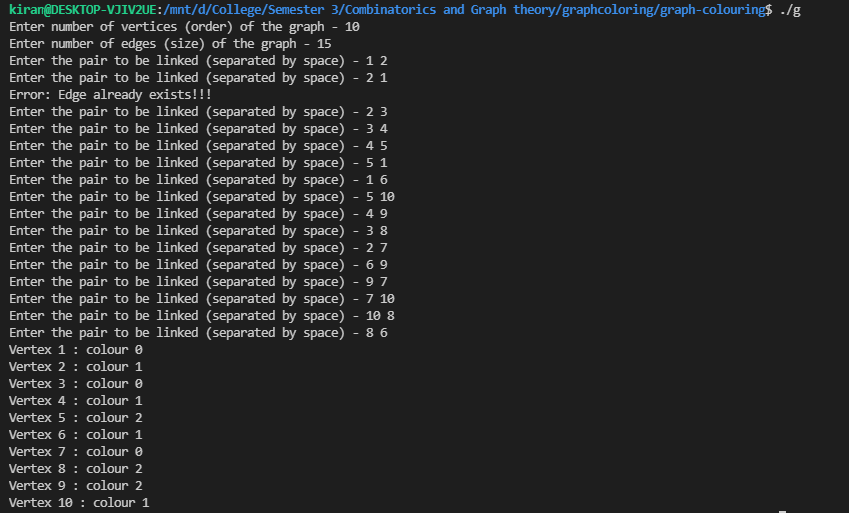 kiran@DESKTOP-VJIV2UE:/mnt/d/College/Semester 3/Combinatorics and Graph theory/graphcoloring/graph-colouring$ ./g
Enter number of vertices (order) of the graph - 10
Enter number of edges (size) of the graph - 15
Enter the pair to be linked (separated by space) - 1 2
Enter the pair to be linked (separated by space) - 2 1
Error: Edge already exists!!!
Enter the pair to be linked (separated by space) - 2 3
Enter the pair to be linked (separated by space) - 3 4
Enter the pair to be linked (separated by space) - 4 5
Enter the pair to be linked (separated by space) - 5 1
Enter the pair to be linked (separated by space) - 1 6
Enter the pair to be linked (separated by space) - 5 10
Enter the pair to be linked (separated by space) - 4 9
Enter the pair to be linked (separated by space) - 3 8
Enter the pair to be linked (separated by space) - 2 7
Enter the pair to be linked (separated by space) - 6 9
Enter the pair to be linked (separated by space) - 9 7
Enter the pair to be linked (separated by space) - 7 10
Enter the pair to be linked (separated by space) - 10 8
Enter the pair to be linked (separated by space) - 8 6
Vertex 1 : colour 0
Vertex 2 : colour 1
Vertex 3 : colour 0
Vertex 4 : colour 1
Vertex 5 : colour 2
Vertex 6 : colour 1
Vertex 7 : colour 0
Vertex 8 : colour 2
Vertex 9 : colour 2
Vertex 10 : colour 1